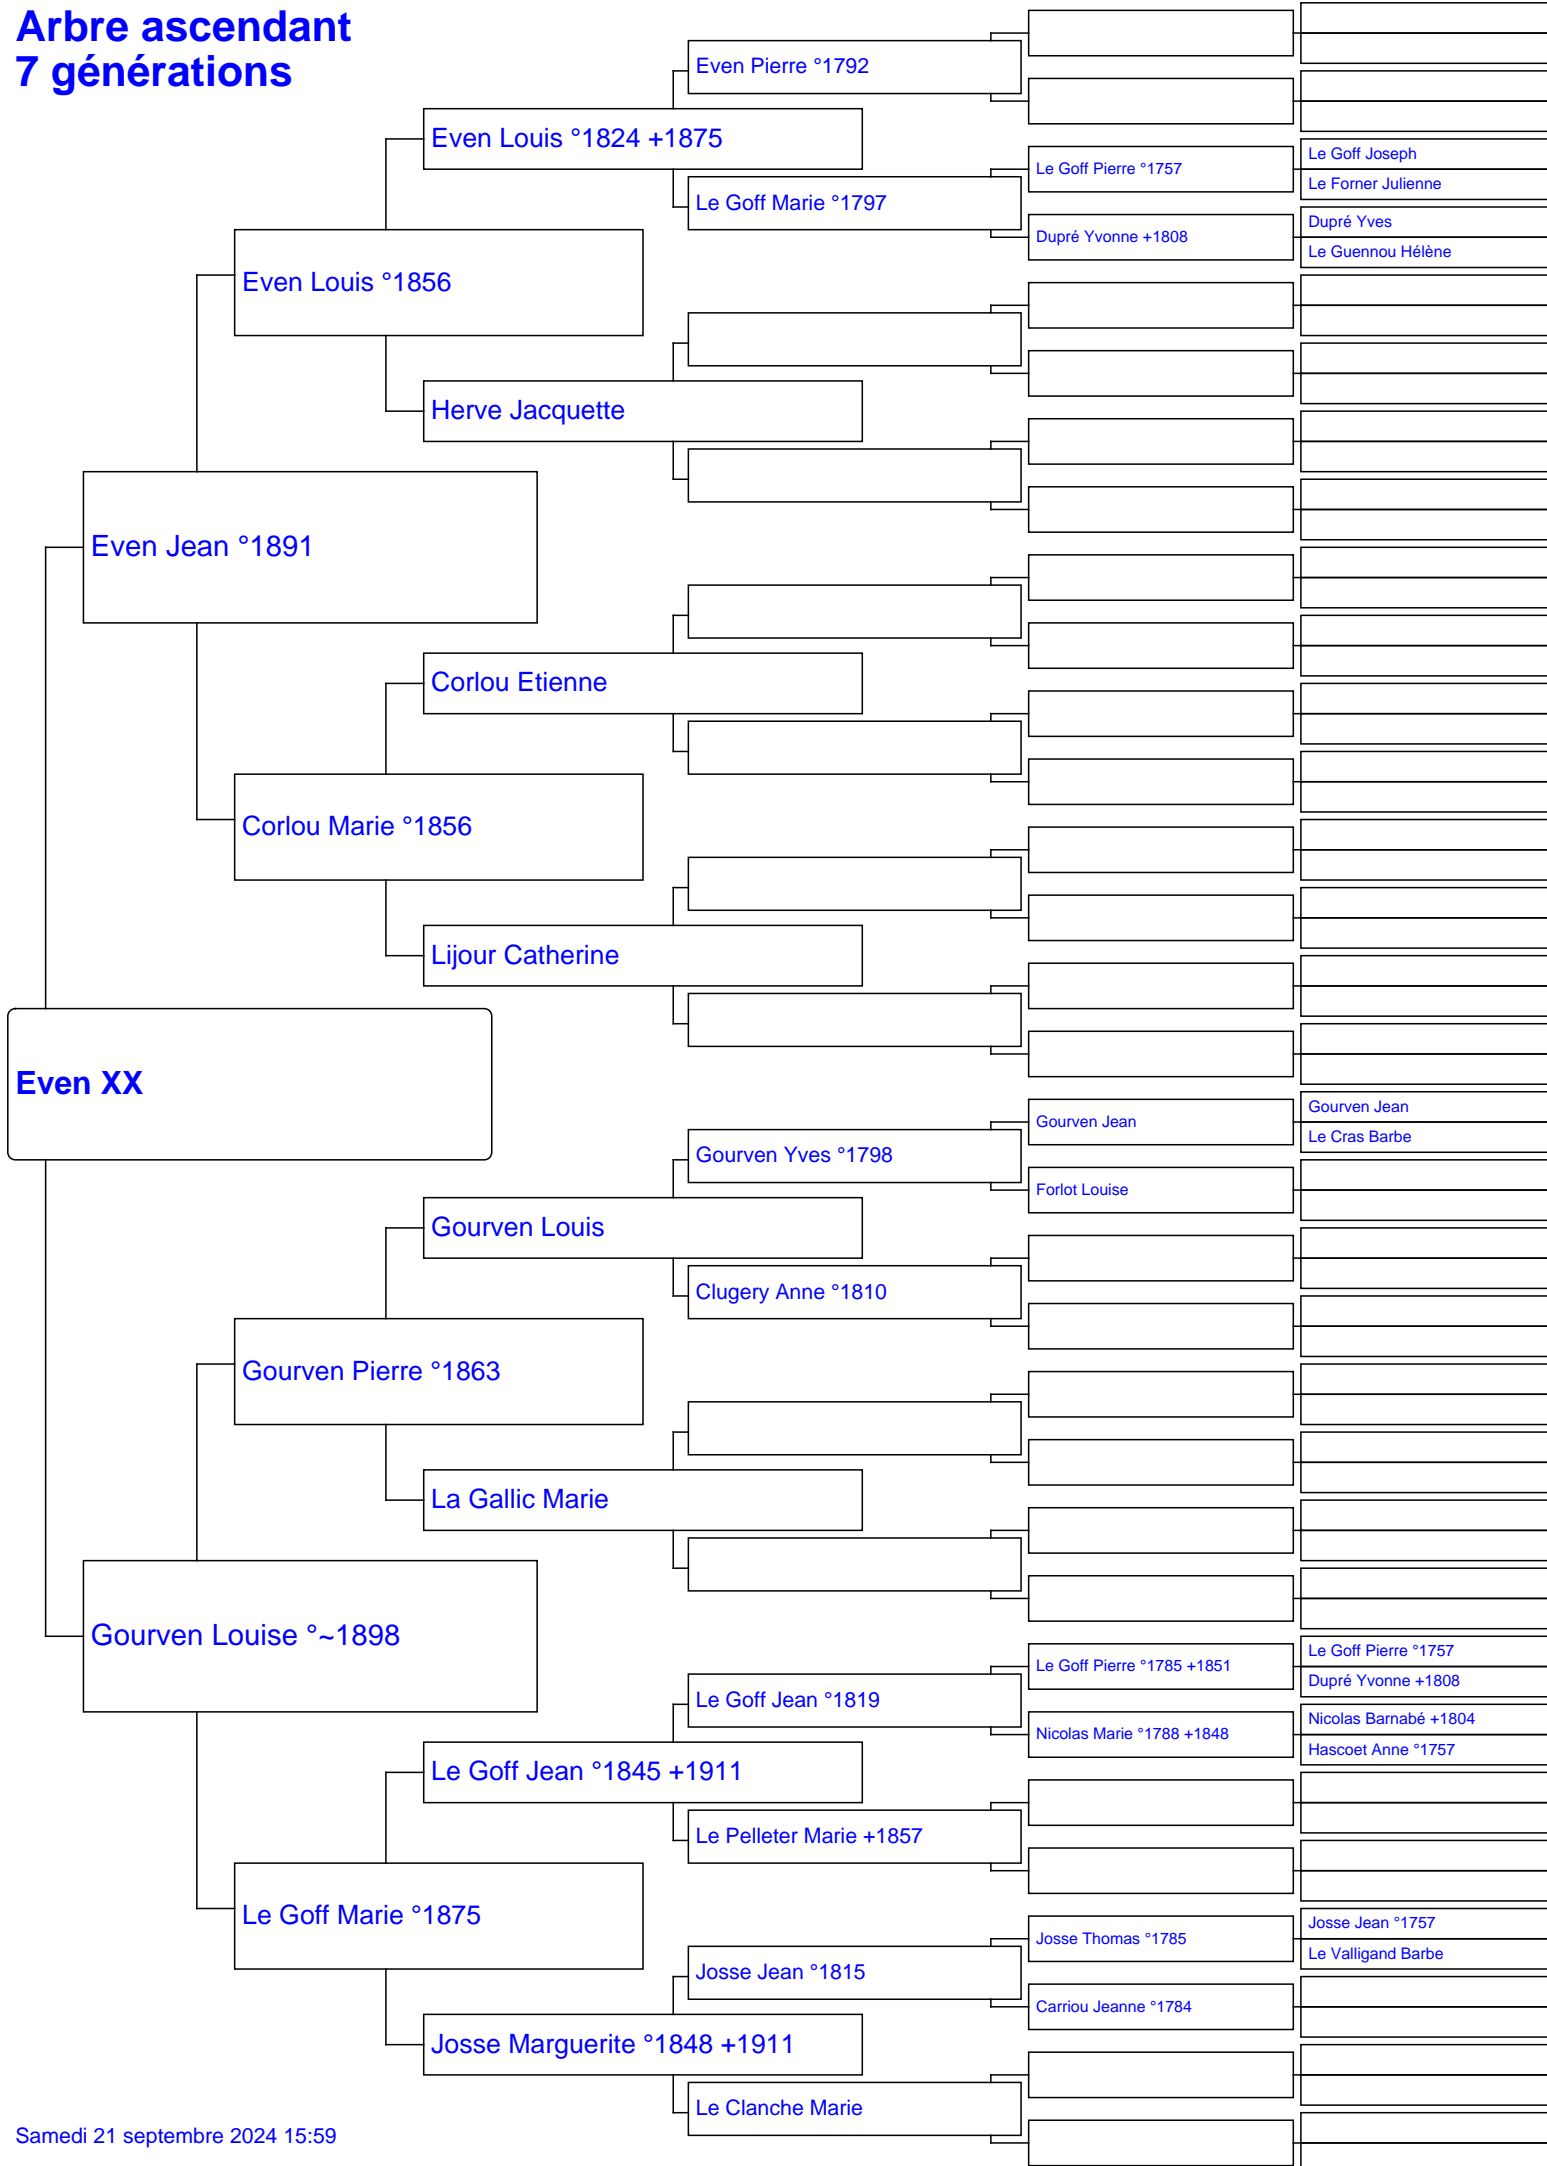 Arbre ascendant
7 générations
Even Pierre °1792
Even Louis °1824 +1875
Le Goff Joseph
Le Goff Pierre °1757
Le Forner Julienne
Le Goff Marie °1797
Dupré Yves
Dupré Yvonne +1808
Le Guennou Hélène
Even Louis °1856
Herve Jacquette
Even Jean °1891
Corlou Etienne
Corlou Marie °1856
Lijour Catherine
Even XX
Gourven Jean
Gourven Jean
Le Cras Barbe
Gourven Yves °1798
Forlot Louise
Gourven Louis
Clugery Anne °1810
Gourven Pierre °1863
La Gallic Marie
Gourven Louise °~1898
Le Goff Pierre °1757
Le Goff Pierre °1785 +1851
Dupré Yvonne +1808
Le Goff Jean °1819
Nicolas Barnabé +1804
Nicolas Marie °1788 +1848
Hascoet Anne °1757
Le Goff Jean °1845 +1911
Le Pelleter Marie +1857
Le Goff Marie °1875
Josse Jean °1757
Josse Thomas °1785
Le Valligand Barbe
Josse Jean °1815
Carriou Jeanne °1784
Josse Marguerite °1848 +1911
Le Clanche Marie
Samedi 21 septembre 2024 15:59